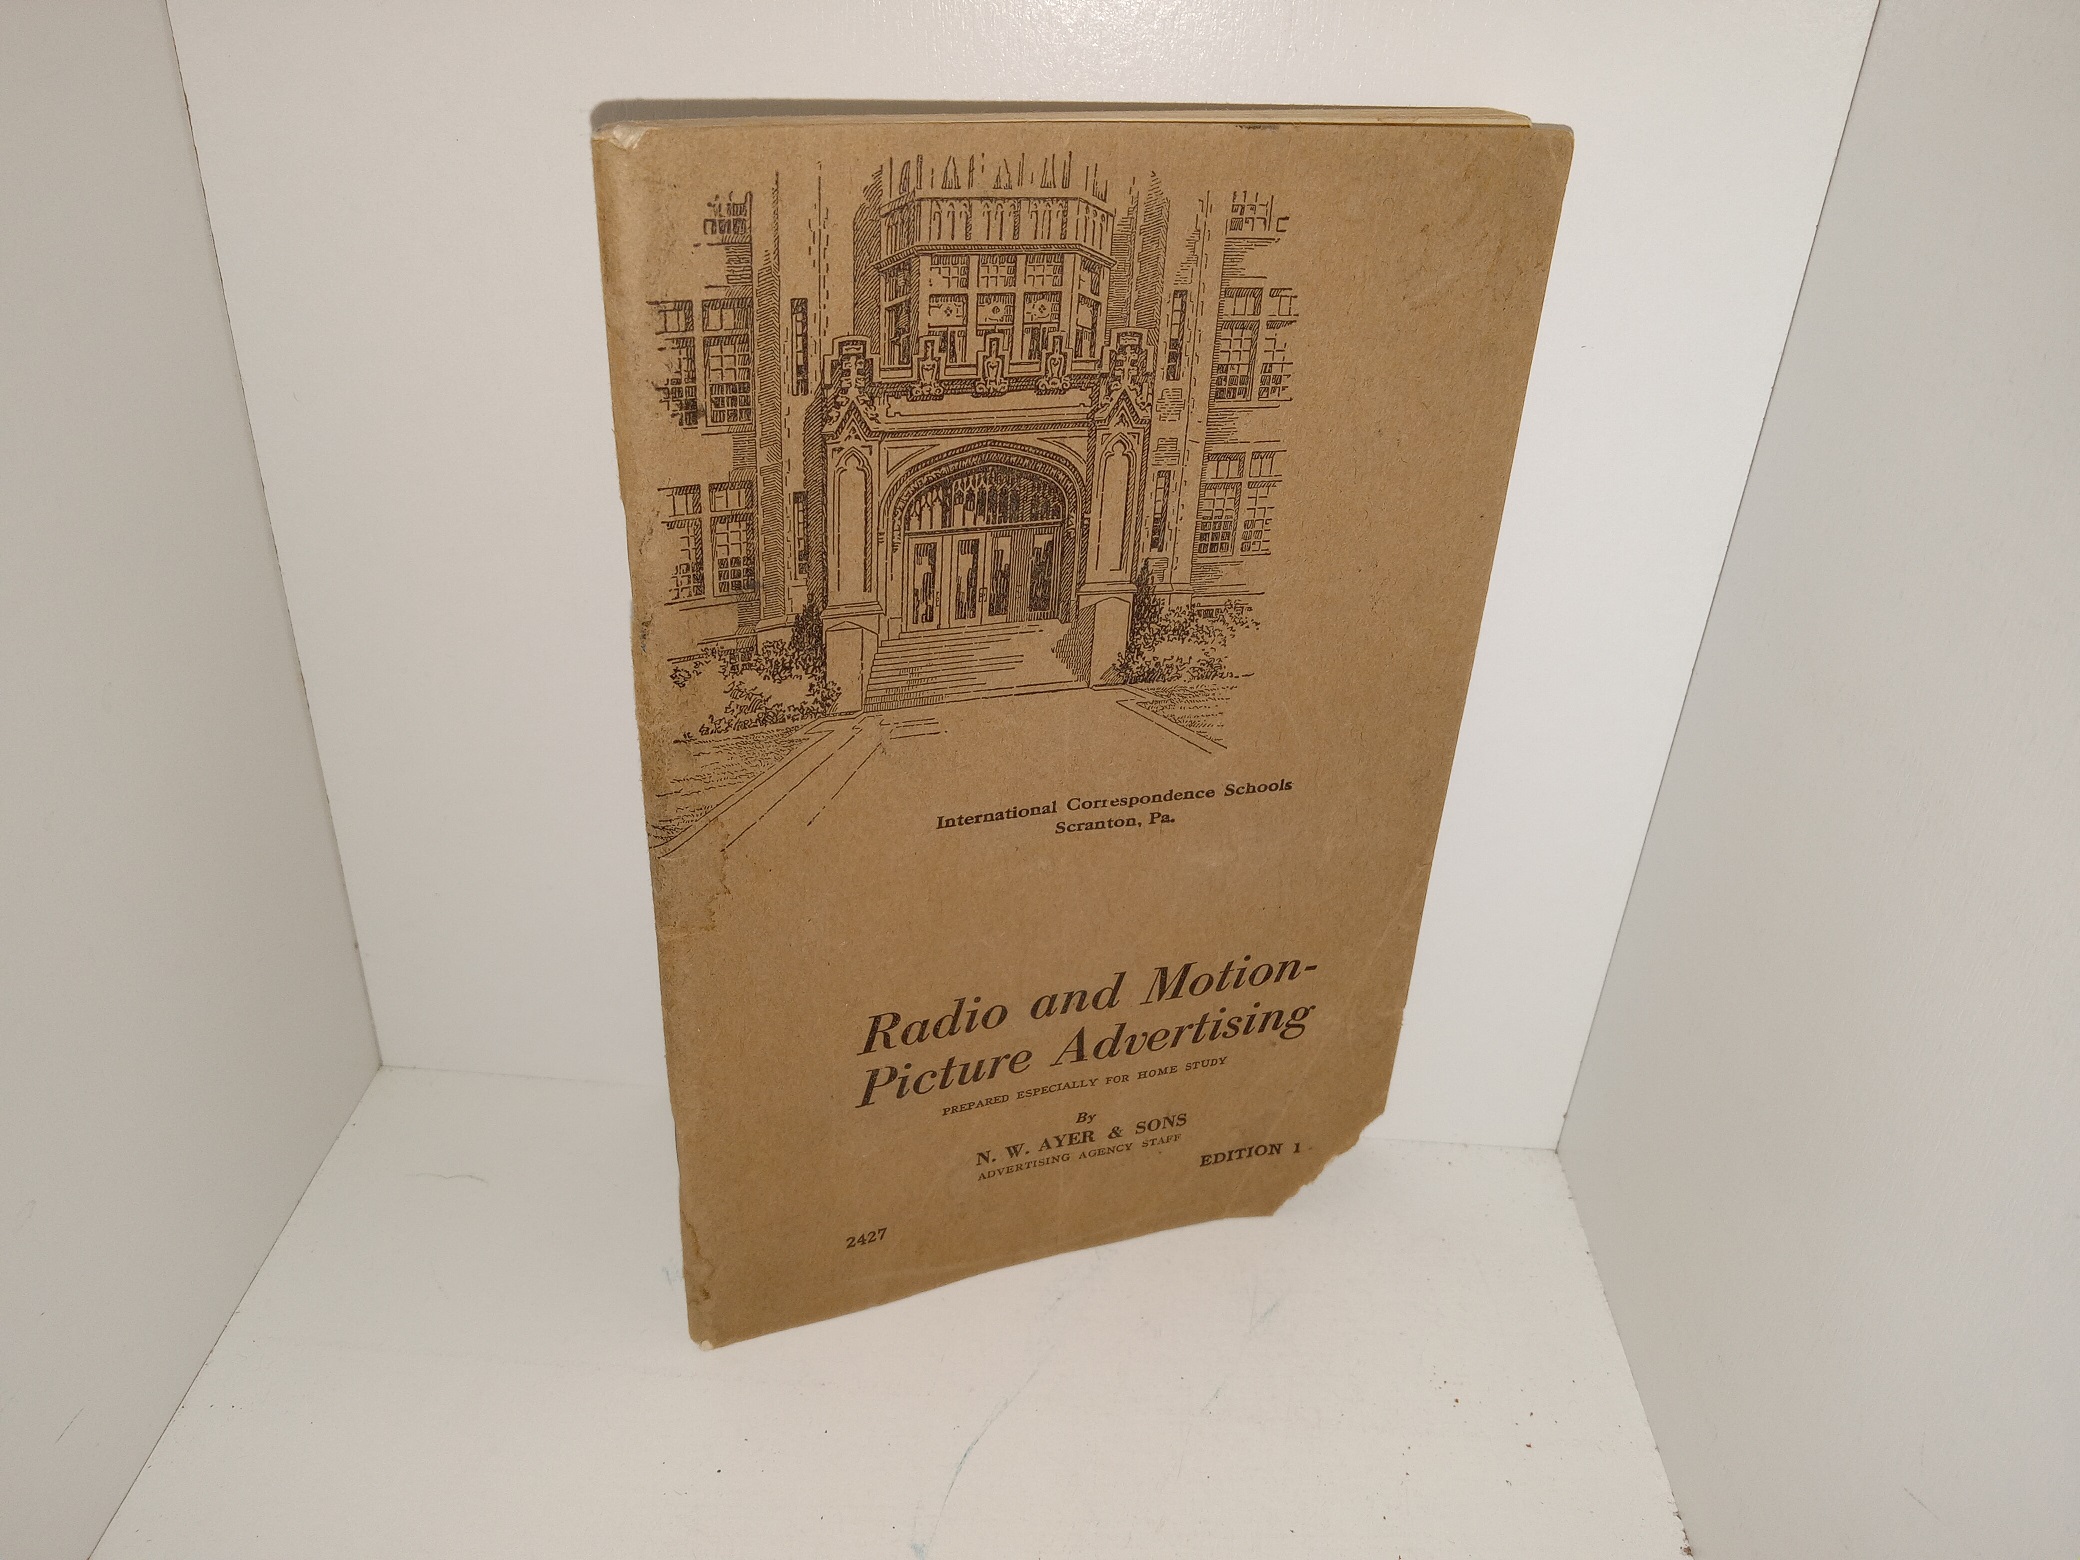 International Correspondence Schools
Scranton, Pa.
Radio and Motion-
Picture Advertising
PREPARED ESPECIALLY FOR HOME STUDY
By
N. W. AYER & SONS
ADVERTISING AGENCY STAFF
EDITION 1
2427